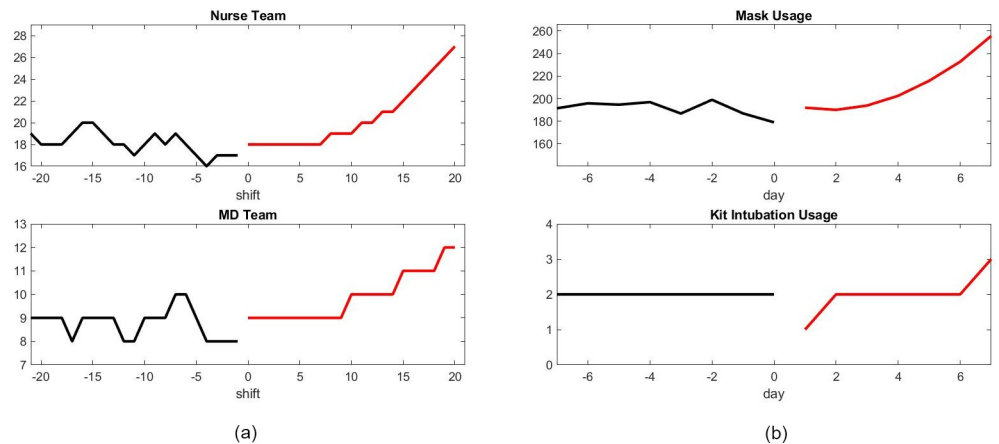 Nurse Team
28
26
24
22
20
18
16
-20 -15 -10 -5 0 5 10 15 20
shift
MD Team
13
12
11
10
9
8
7
-20 -15 -10 -5 0 5 10 15 20
shift
(a)
Mask Usage
260
240
220
200
180
160
-6 -4 -2 0 2 4 6
day
Kit Intubation Usage
4
3
2
1
0
-6 -4 -2 0 2 4 6
day
(b)